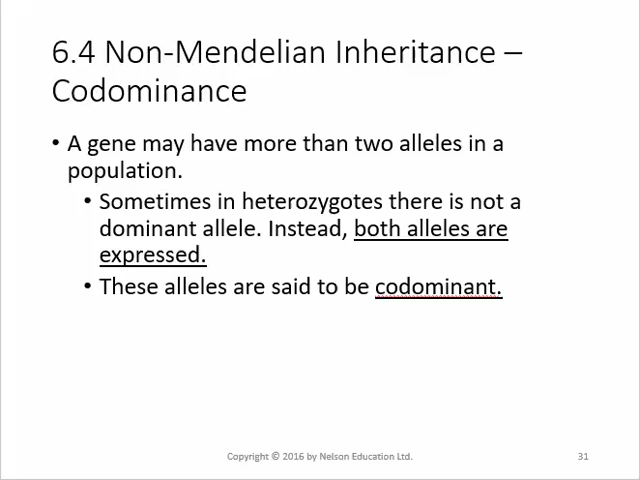 6.4 Non-Mendelian Inheritance –
Codominance
• A gene may have more than two alleles in a
population.
• Sometimes in heterozygotes there is not a
dominant allele. Instead, both alleles are
expressed.
• These alleles are said to be codominant.
Copyright © 2016 by Nelson Education Ltd.
31